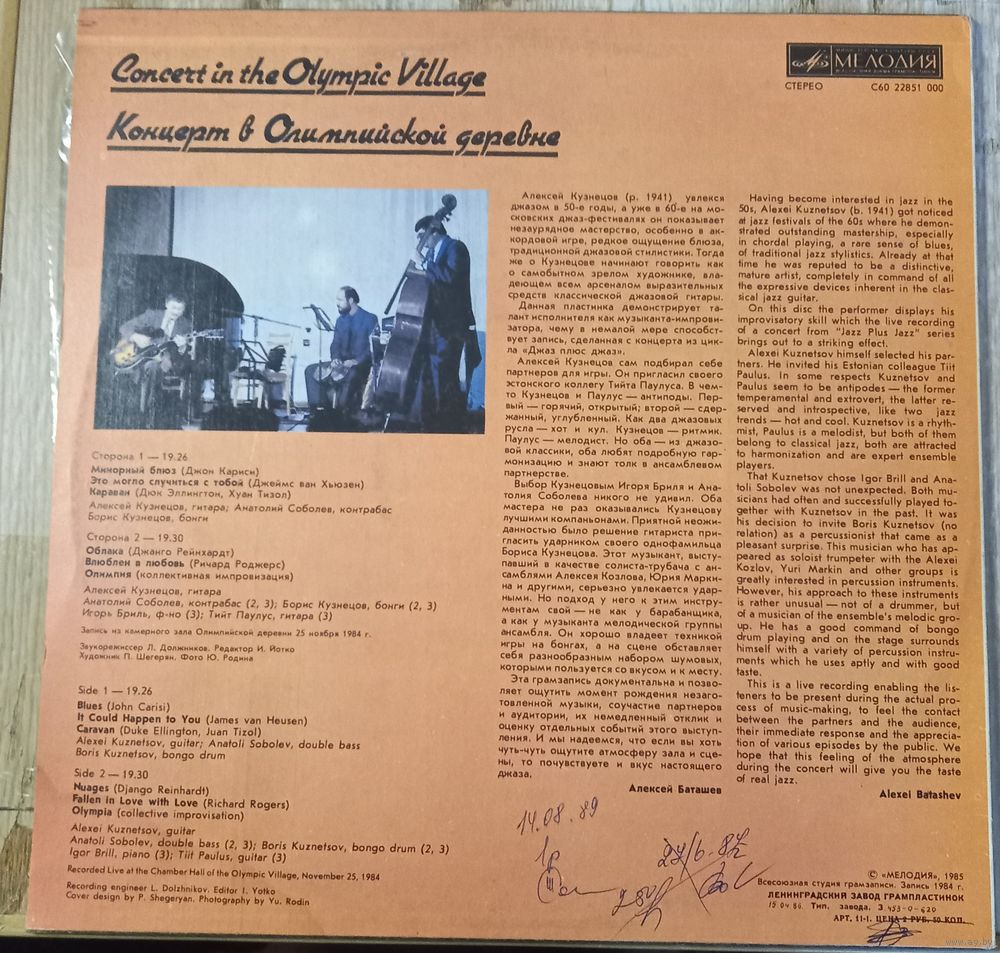 Concert in the Olympic Village
Концерт в Олимпийской деревне
МЕЛОДИЯ
СТЕРЕО
С60 22851 000
Сторона 1 — 19.26
Минорный блюз (Джон Кариси)
Это могло случиться с тобой (Джеймс ван Хьюзен)
Караван (Дюк Эллингтон, Хуан Тизол)
Алексей Кузнецов, гитара; Анатолий Соболев, контрабас
Борис Кузнецов, бонги
Сторона 2 — 19.30
Облака (Джанго Рейнхардт)
Влюблен в любовь (Ричард Роджерс)
Олимпия (коллективная импровизация)
Алексей Кузнецов, гитара
Анатолий Соболев, контрабас (2, 3); Борис Кузнецов, бонги (2, 3)
Игорь Бриль, ф-но (3); Тийт Паулус, гитара (3)
Запись из камерного зала Олимпийской деревни 25 ноября 1984 г.
Звукорежиссер Л. Должников. Редактор И. Йотко
Художник П. Шегерян. Фото Ю. Родина
Side 1 — 19.26
Blues (John Carisi)
It Could Happen to You (James van Heusen)
Caravan (Duke Ellington, Juan Tizol)
Alexei Kuznetsov, guitar; Anatoli Sobolev, double bass
Boris Kuznetsov, bongo drum
Side 2 — 19.30
Nuages (Django Reinhardt)
Fallen in Love with Love (Richard Rogers)
Olympia (collective improvisation)
Alexei Kuznetsov, guitar
Anatoli Sobolev, double bass (2, 3); Boris Kuznetsov, bongo drum (2, 3)
Igor Brill, piano (3); Tiit Paulus, guitar (3)
Recorded Live at the Chamber Hall of the Olympic Village, November 25, 1984
Recording engineer L. Dolzhnikov. Editor I. Yotko
Cover design by P. Shegeryan. Photography by Yu. Rodin
Алексей Кузнецов (р. 1941) увлекся
джазом в 50-е годы, а уже в 60-е на мо-
сковских джаз-фестивалях он показывает
незаурядное мастерство, особенно в ак-
кордовой игре, редкое ощущение блюза,
традиционной джазовой стилистики. Тогда
же о Кузнецове начинают говорить как
о самобытном зрелом художнике, вла-
деющем всем арсеналом выразительных
средств классической джазовой гитары.
Данная пластинка демонстрирует та-
лант исполнителя как музыканта-импрови-
затора, чему в немалой мере способст-
вует запись, сделанная с концерта из цик-
ла «Джаз плюс джаз».
Алексей Кузнецов сам подбирал себе
партнеров для игры. Он пригласил своего
эстонского коллегу Тийта Паулуса. В чем-
то Кузнецов и Паулус — антиподы. Пер-
вый — горячий, открытый; второй — сдер-
жанный, углубленный. Как два джазовых
русла — хот и кул. Кузнецов — ритмик.
Паулус — мелодист. Но оба — из джазо-
вой классики, оба любят подробную гар-
монизацию и знают толк в ансамблевом
партнерстве.
Выбор Кузнецовым Игоря Бриля и Ана-
толия Соболева никого не удивил. Оба
мастера не раз оказывались Кузнецову
лучшими компаньонами. Приятной неожи-
данностью было решение гитариста при-
гласить ударником своего однофамильца
Бориса Кузнецова. Этот музыкант, высту-
павший в качестве солиста-трубача с ан-
самблями Алексея Козлова, Юрия Марки-
на и другими, серьезно увлекается удар-
ными. Но подход у него к этим инстру-
ментам свой — не как у барабанщика,
а как у музыканта мелодической группы
ансамбля. Он хорошо владеет техникой
игры на бонгах, а на сцене обставляет
себя разнообразным набором шумовых,
которыми пользуется со вкусом и к месту.
Эта грамзапись документальна и позво-
ляет ощутить момент рождения незаго-
товленной музыки, соучастие партнеров
и аудитории, их немедленный отклик и
оценку отдельных событий этого выступ-
ления. И мы надеемся, что если вы хоть
чуть-чуть ощутите атмосферу зала и сце-
ны, то почувствуете и вкус настоящего
джаза.
Алексей Баташев
Having become interested in jazz in the
50s, Alexei Kuznetsov (b. 1941) got noticed
at jazz festivals of the 60s where he demon-
strated outstanding mastership, especially
in chordal playing, a rare sense of blues,
of traditional jazz stylistics. Already at that
time he was reputed to be a distinctive,
mature artist, completely in command of all
the expressive devices inherent in the clas-
sical jazz guitar.
On this disc the performer displays his
improvisatory skill which the live recording
of a concert from "Jazz Plus Jazz" series
brings out to a striking effect.
Alexei Kuznetsov himself selected his par-
tners. He invited his Estonian colleague Tiit
Paulus. In some respects Kuznetsov and
Paulus seem to be antipodes — the former
temperamental and extrovert, the latter re-
served and introspective, like two jazz
trends — hot and cool. Kuznetsov is a rhyth-
mist, Paulus is a melodist, but both of them
belong to classical jazz, both are attracted
to harmonization and are expert ensemble
players.
That Kuznetsov chose Igor Brill and Ana-
toli Sobolev was not unexpected. Both mu-
sicians had often and successfully played to-
gether with Kuznetsov in the past. It was
his decision to invite Boris Kuznetsov (no
relation) as a percussionist that came as a
pleasant surprise. This musician who has ap-
peared as soloist trumpeter with the Alexei
Kozlov, Yuri Markin and other groups is
greatly interested in percussion instruments.
However, his approach to these instruments
is rather unusual — not of a drummer, but
of a musician of the ensemble's melodic gro-
up. He has a good command of bongo
drum playing and on the stage surrounds
himself with a variety of percussion instru-
ments which he uses aptly and with good
taste.
This is a live recording enabling the lis-
teners to be present during the actual pro-
cess of music-making, to feel the contact
between the partners and the audience,
their immediate response and the apprecia-
tion of various episodes by the public. We
hope that this feeling of the atmosphere
during the concert will give you the taste
of real jazz.
Alexei Batashev
14.08.89
© «МЕЛОДИЯ», 1985
Всесоюзная студия грамзаписи. Запись 1984 г.
ЛЕНИНГРАДСКИЙ ЗАВОД ГРАМПЛАСТИНОК
15 04 86. Тип. завода. З 453-0-620
АРТ. 11-1. ЦЕНА 2 РУБ. 50 КОП.
www.ay.by